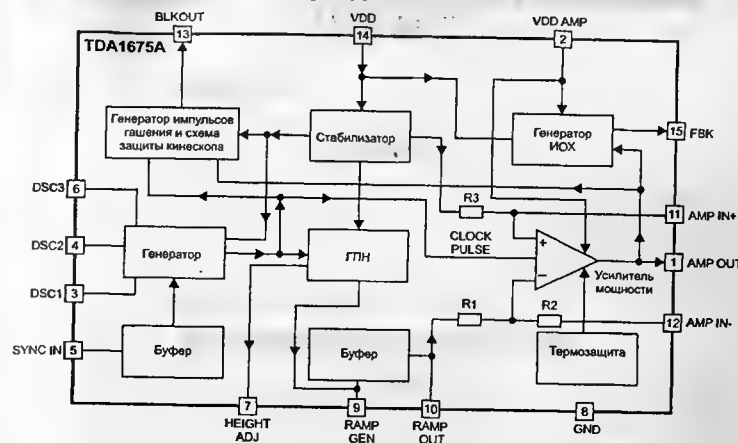 BLKOUT
VDD
VDD AMP
13
14
2
TDA1675A
Генератор импульсов
гашения и схема
защиты кинескопа
Стабилизатор
Генератор
ИОХ
15
FBK
DSC3
6
R3
11
AMP IN+
DSC2
4
Генератор
ГПН
CLOCK
PULSE
+
−
1
AMP OUT
Усилитель
мощности
DSC1
3
R1
R2
12
AMP IN-
SYNC IN
5
Буфер
Буфер
Термозащита
7
9
10
8
HEIGHT
ADJ
RAMP
GEN
RAMP
OUT
GND